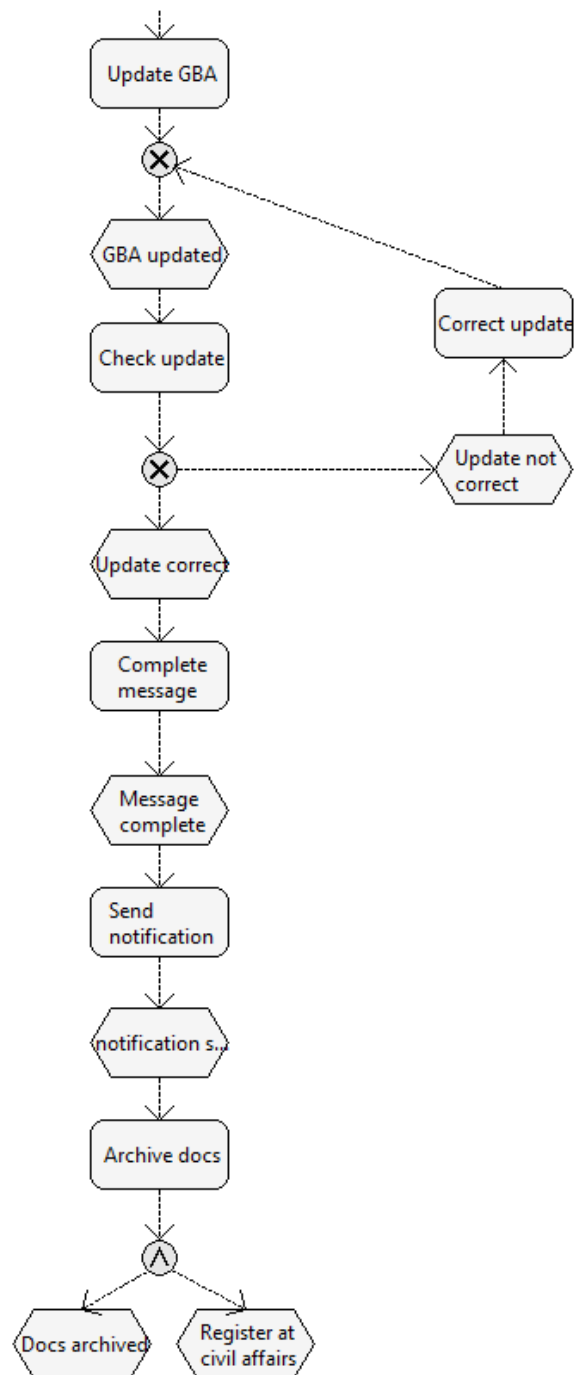 Update GBA
GBA updated
Check update
Correct update
Update not
correct
Update correct
Complete
message
Message
complete
Send
notification
notification s...
Archive docs
Docs archived
Register at
civil affairs